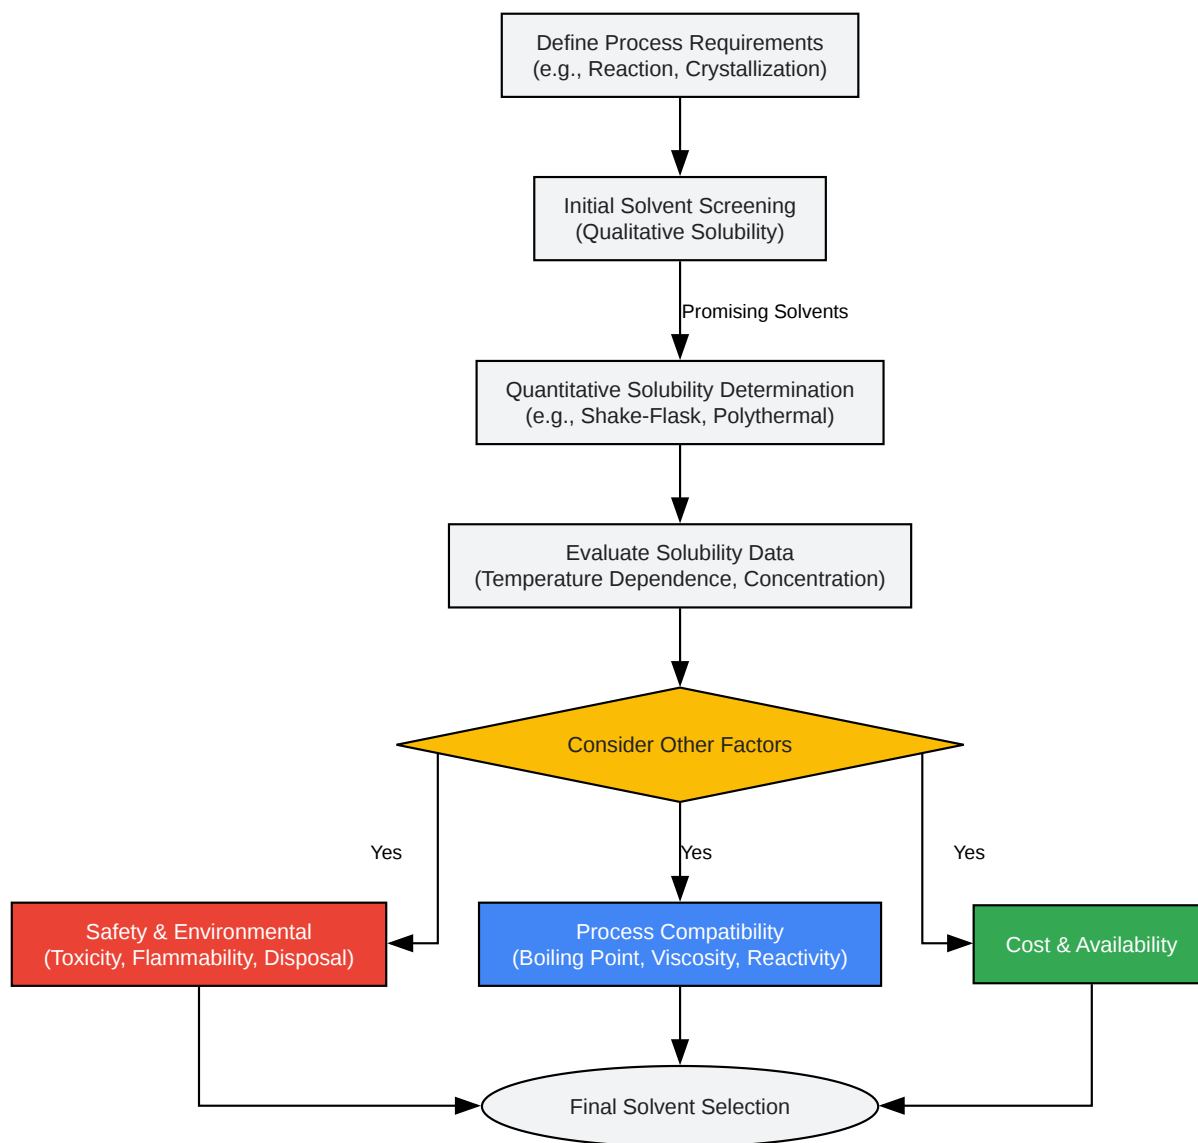 Define Process Requirements
(e.g., Reaction, Crystallization)
Initial Solvent Screening
(Qualitative Solubility)
Promising Solvents
Quantitative Solubility Determination
(e.g., Shake-Flask, Polythermal)
Evaluate Solubility Data
(Temperature Dependence, Concentration)
Consider Other Factors
Yes
Yes
Yes
Safety & Environmental
(Toxicity, Flammability, Disposal)
Process Compatibility
(Boiling Point, Viscosity, Reactivity)
Cost & Availability
Final Solvent Selection